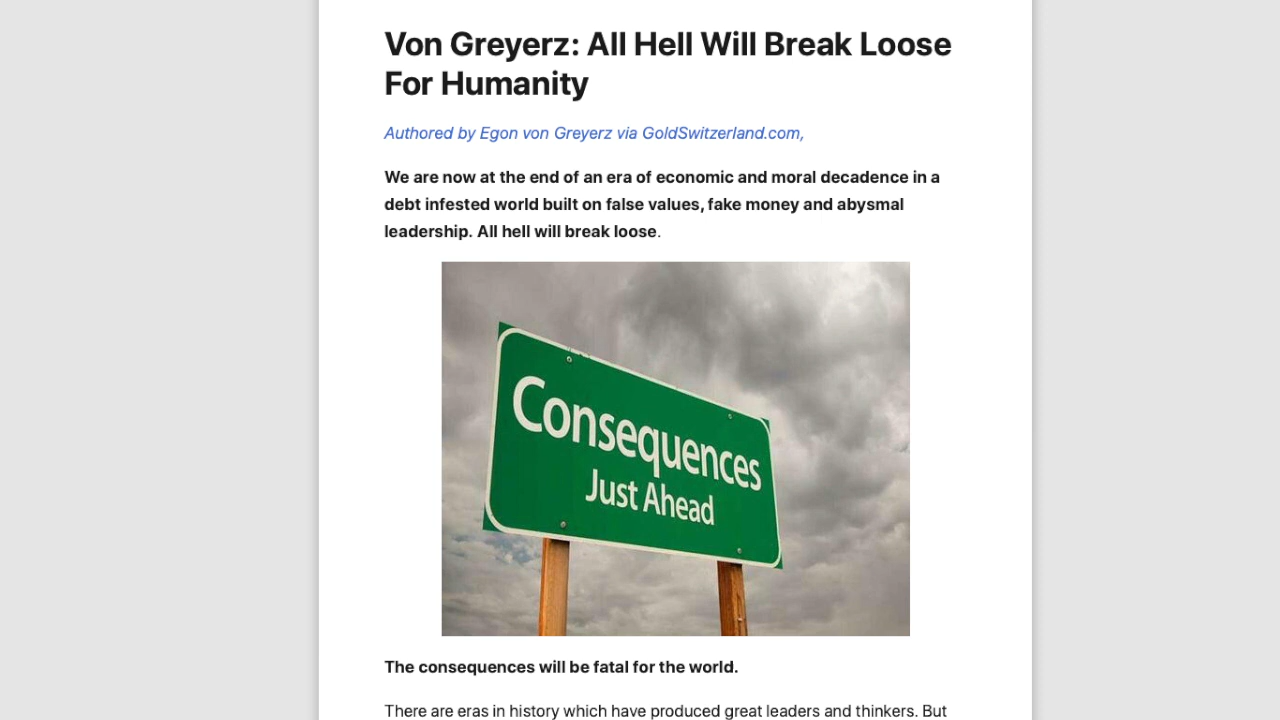 Von Greyerz: All Hell Will Break Loose
For Humanity
Authored by Egon von Greyerz via GoldSwitzerland.com,
We are now at the end of an era of economic and moral decadence in a
debt infested world built on false values, fake money and abysmal
leadership. All hell will break loose.
Consequences
Just Ahead
The consequences will be fatal for the world.
There are eras in history which have produced great leaders and thinkers. But